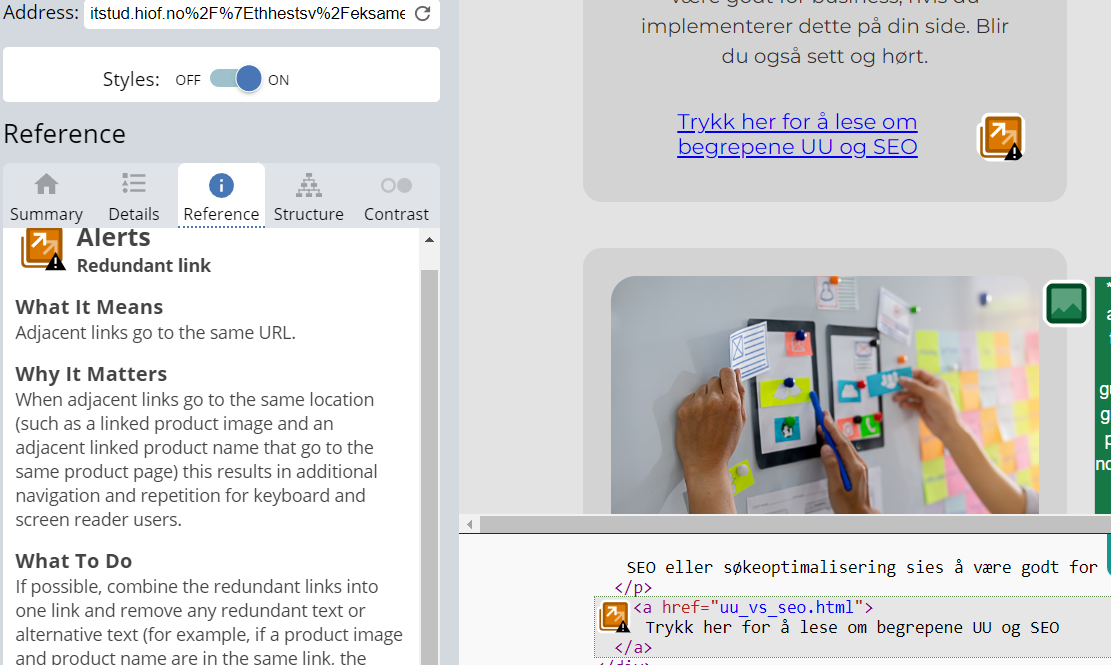 Address: itstud.hiof.no%2F%7Ethhestsv%2Feksame
Styles: OFF ON
Reference
Summary Details Reference Structure Contrast
Alerts
Redundant link
What It Means
Adjacent links go to the same URL.
Why It Matters
When adjacent links go to the same location
(such as a linked product image and an
adjacent linked product name that go to the
same product page) this results in additional
navigation and repetition for keyboard and
screen reader users.
What To Do
If possible, combine the redundant links into
one link and remove any redundant text or
alternative text (for example, if a product image
and product name are in the same link, the
være godt for business, hvis du
implementerer dette på din side. Blir
du også sett og hørt.
Trykk her for å lese om
begrepene UU og SEO
SEO eller søkeoptimalisering sies å være godt for
</p>
<a href="uu_vs_seo.html">
Trykk her for å lese om begrepene UU og SEO
</a>
</div>